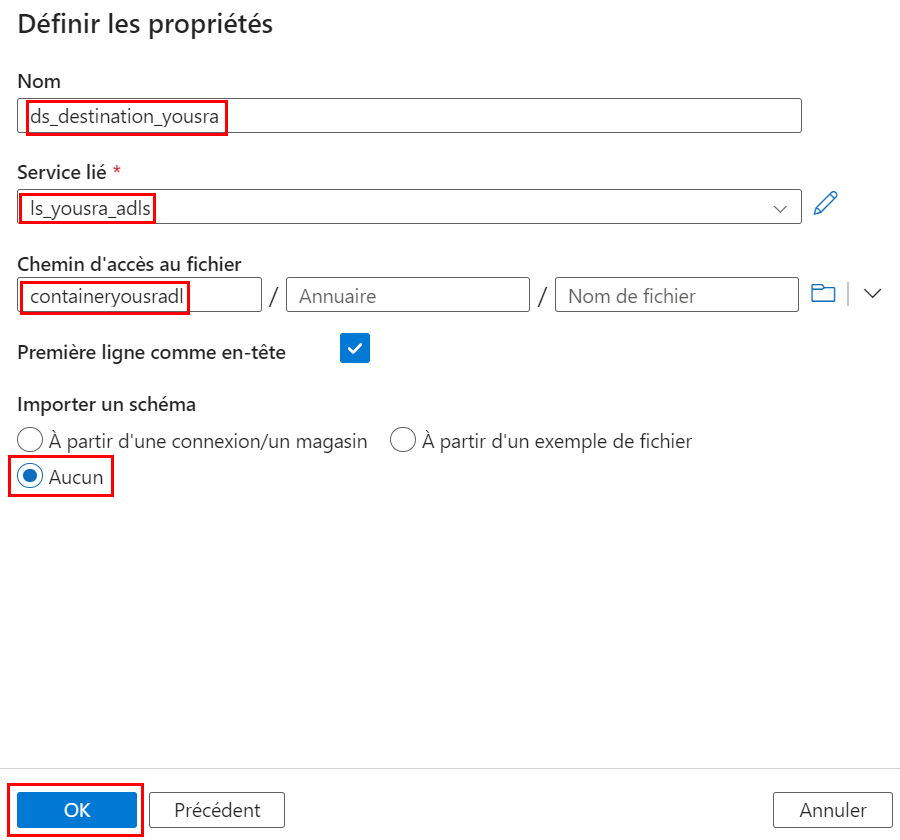 Définir les propriétés
Nom
ds_destination_yousra
Service lié *
ls_yousra_adls
Chemin d'accès au fichier
containeryousradl / Annuaire / Nom de fichier
Première ligne comme en-tête
Importer un schéma
À partir d'une connexion/un magasin À partir d'un exemple de fichier
Aucun
OK Précédent Annuler